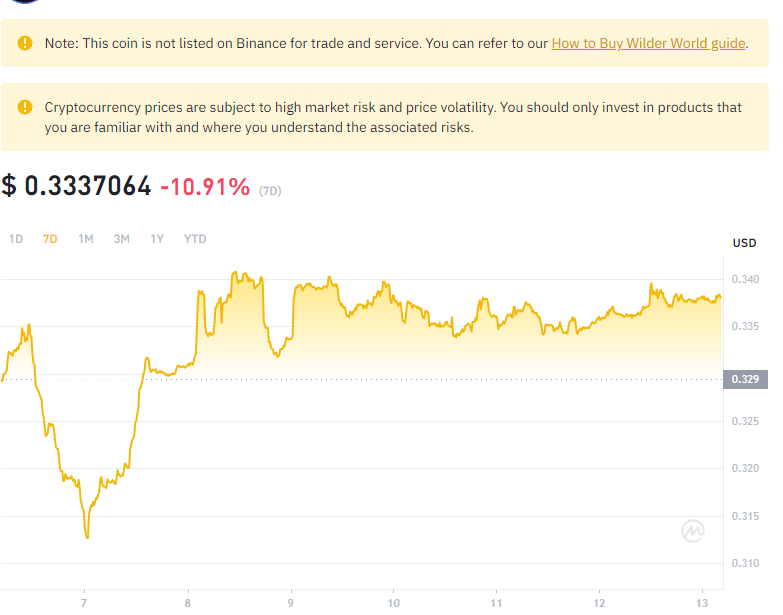 Note: This coin is not listed on Binance for trade and service. You can refer to our How to Buy Wilder World guide.
Cryptocurrency prices are subject to high market risk and price volatility. You should only invest in products that
you are familiar with and where you understand the associated risks.
$ 0.3337064 -10.91% (7D)
1D 7D 1M 3M 1Y YTD
USD
0.340
0.335
0.329
0.325
0.320
0.315
0.310
7 8 9 10 11 12 13